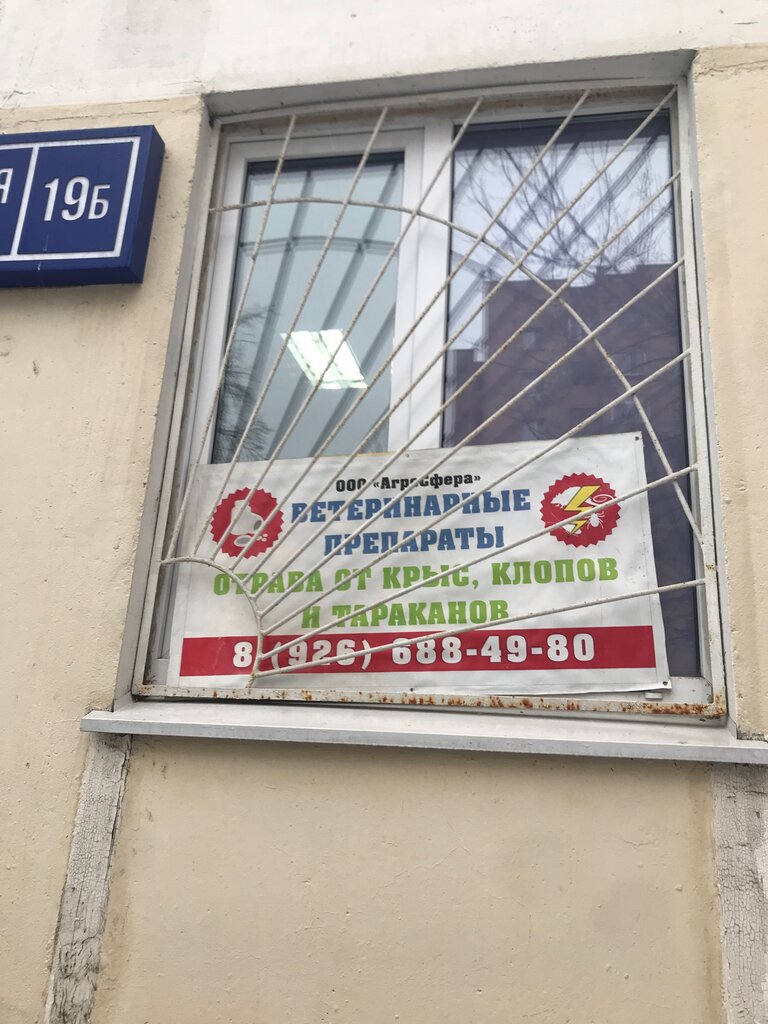 Я
19Б
ООО «АгроСфера»
ВЕТЕРИНАРНЫЕ
ПРЕПАРАТЫ
ОТРАВА ОТ КРЫС, КЛОПОВ
И ТАРАКАНОВ
8 (926) 688-49-80